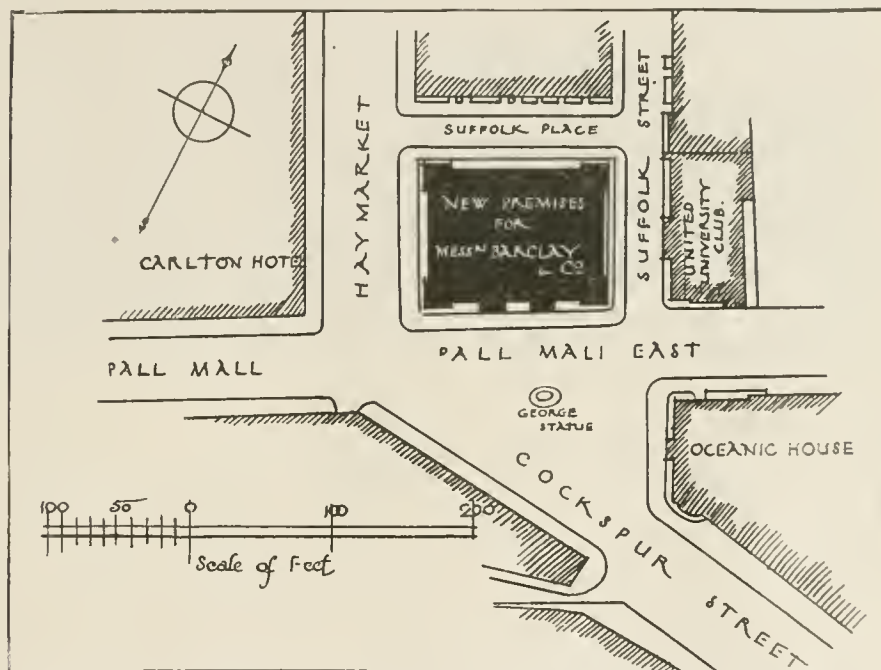 SUFFOLK PLACE
HAYMARKET
SUFFOLK STREET
NEW PREMISES
FOR
MESSRS BARCLAY
& CO
UNITED
UNIVERSITY
CLUB.
CARLTON HOTE
PALL MALL EAST
PALL MALL
GEORGE
STATUE
OCEANIC HOUSE
COCKSPUR STREET
100 50 0 100 200
Scale of Feet